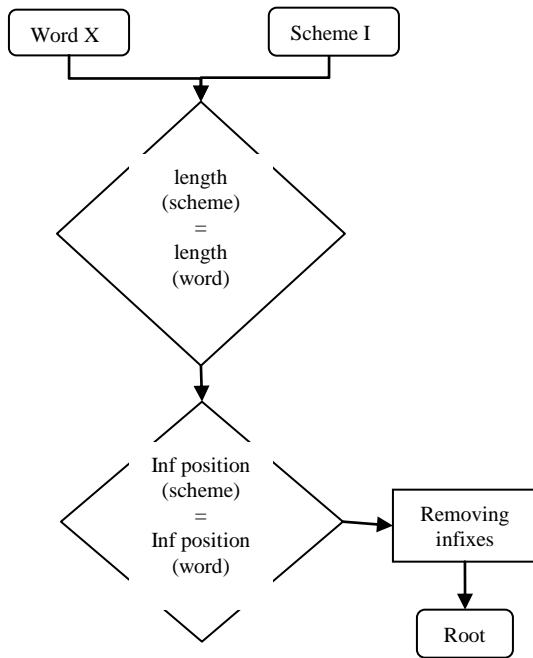 Word X
Scheme I
length
(scheme)
=
length
(word)
Inf position
(scheme)
=
Inf position
(word)
Removing
infixes
Root